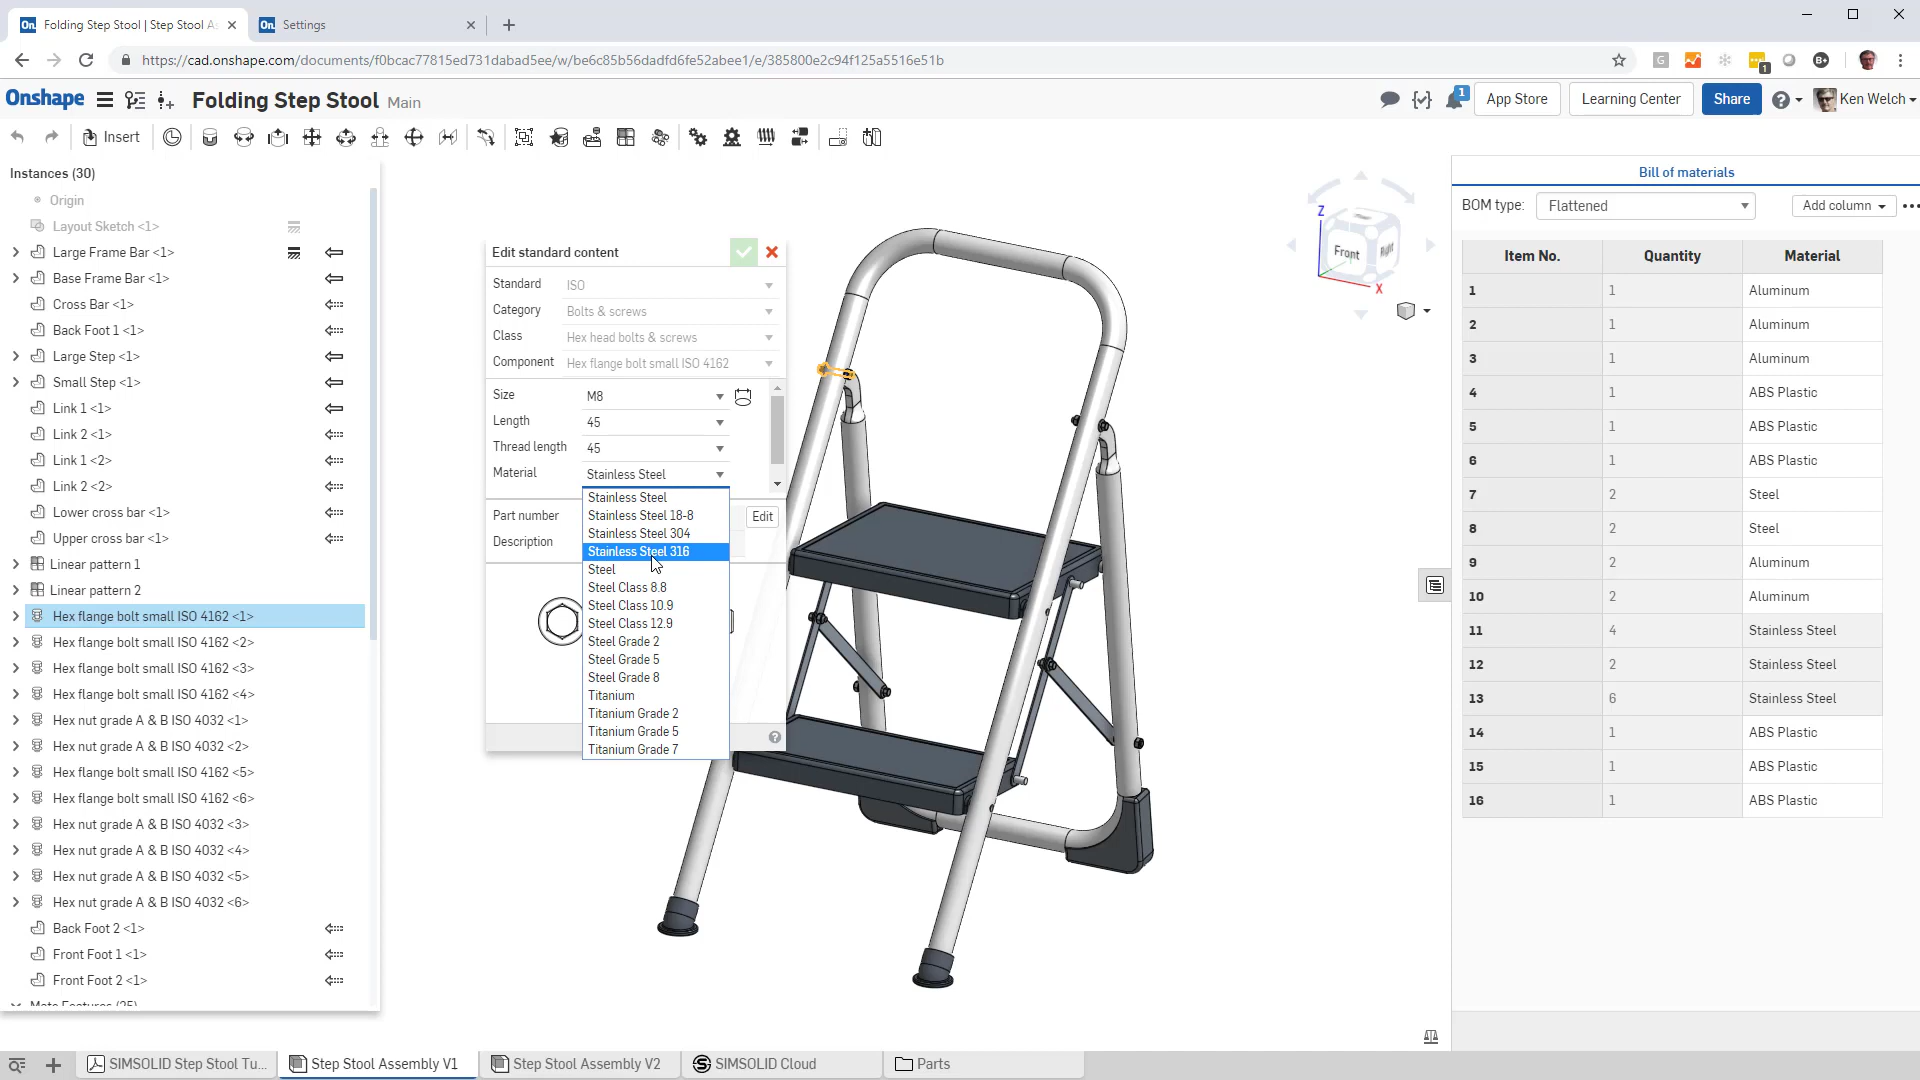 Folding Step Stool | Step Stool As
Settings
https://cad.onshape.com/documents/f0bcac77815ed731dabad5ee/w/be6c85b56dadfd6fe52abee1/e/385800e2c94f125a5516e51b
Onshape
Folding Step Stool Main
1
App Store
Learning Center
Share
Ken Welch
Insert
Instances (30)
Origin
Layout Sketch <1>
Large Frame Bar <1>
Base Frame Bar <1>
Cross Bar <1>
Back Foot 1 <1>
Large Step <1>
Small Step <1>
Link 1 <1>
Link 2 <1>
Link 1 <2>
Link 2 <2>
Lower cross bar <1>
Upper cross bar <1>
Linear pattern 1
Linear pattern 2
Hex flange bolt small ISO 4162 <1>
Hex flange bolt small ISO 4162 <2>
Hex flange bolt small ISO 4162 <3>
Hex flange bolt small ISO 4162 <4>
Hex nut grade A & B ISO 4032 <1>
Hex nut grade A & B ISO 4032 <2>
Hex flange bolt small ISO 4162 <5>
Hex flange bolt small ISO 4162 <6>
Hex nut grade A & B ISO 4032 <3>
Hex nut grade A & B ISO 4032 <4>
Hex nut grade A & B ISO 4032 <5>
Hex nut grade A & B ISO 4032 <6>
Back Foot 2 <1>
Front Foot 1 <1>
Front Foot 2 <1>
Mate Features (25)
Edit standard content
Standard ISO
Category Bolts & screws
Class Hex head bolts & screws
Component Hex flange bolt small ISO 4162
Size M8
Length 45
Thread length 45
Material Stainless Steel
Part number
Edit
Description
Stainless Steel
Stainless Steel 18-8
Stainless Steel 304
Stainless Steel 316
Steel
Steel Class 8.8
Steel Class 10.9
Steel Class 12.9
Steel Grade 2
Steel Grade 5
Steel Grade 8
Titanium
Titanium Grade 2
Titanium Grade 5
Titanium Grade 7
Z
Front
Right
X
Bill of materials
BOM type: Flattened
Add column
Item No. Quantity Material
1 1 Aluminum
2 1 Aluminum
3 1 Aluminum
4 1 ABS Plastic
5 1 ABS Plastic
6 1 ABS Plastic
7 2 Steel
8 2 Steel
9 2 Aluminum
10 2 Aluminum
11 4 Stainless Steel
12 2 Stainless Steel
13 6 Stainless Steel
14 1 ABS Plastic
15 1 ABS Plastic
16 1 ABS Plastic
SIMSOLID Step Stool Tu...
Step Stool Assembly V1
Step Stool Assembly V2
SIMSOLID Cloud
Parts